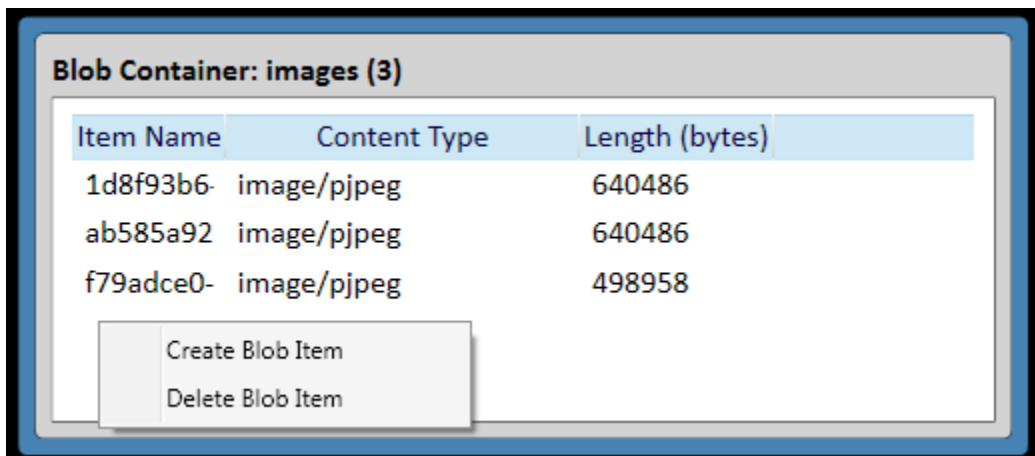 Blob Container: images (3)
Item Name Content Type Length (bytes)
1d8f93b6- image/pjpeg 640486
ab585a92 image/pjpeg 640486
f79adce0- image/pjpeg 498958
Create Blob Item
Delete Blob Item